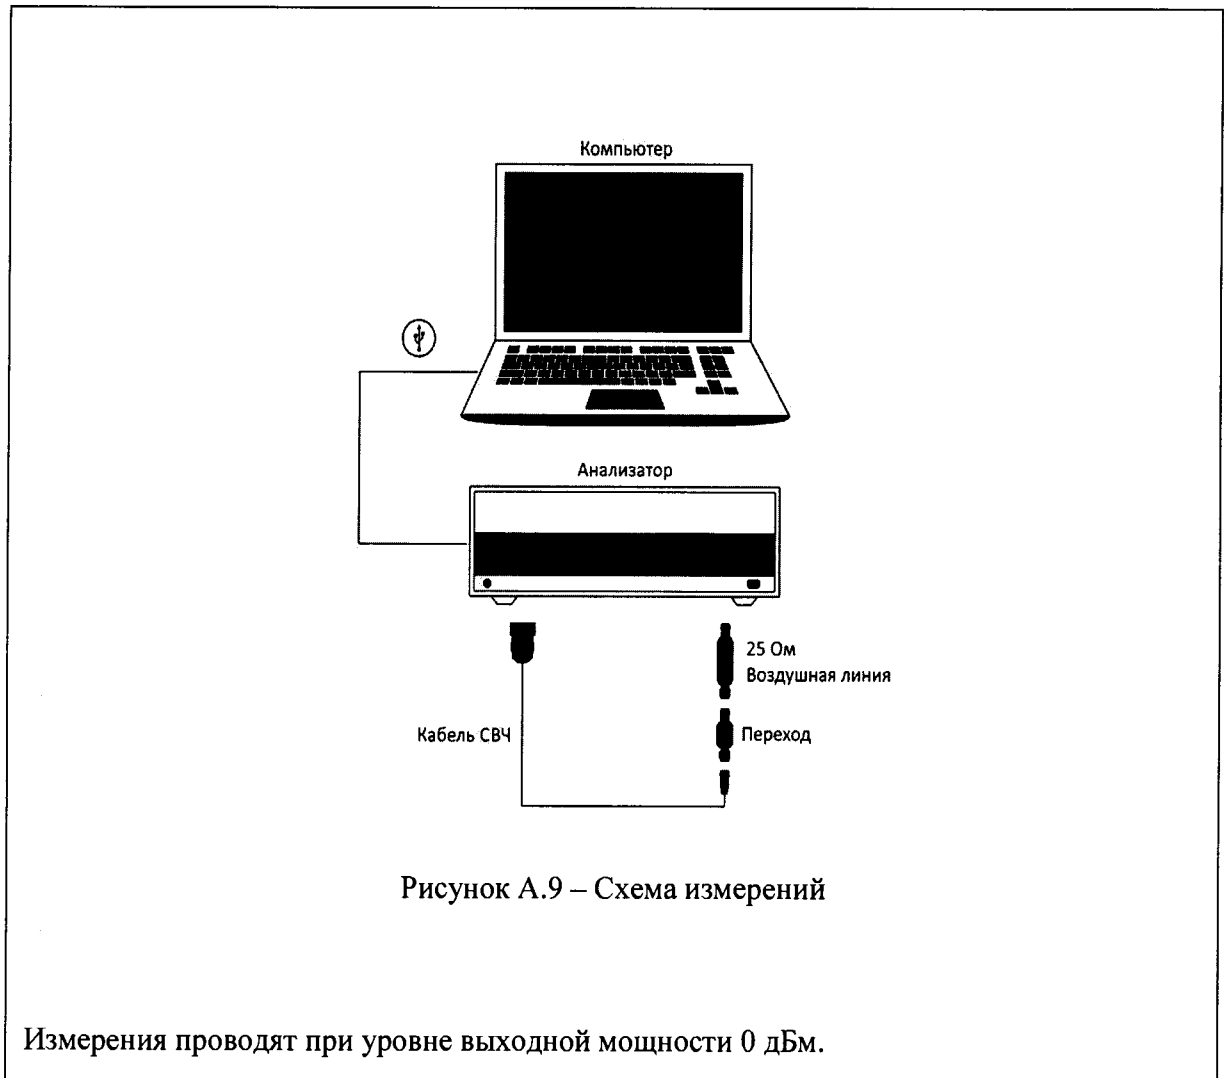 Компьютер
Анализатор
25 Ом
Воздушная линия
Кабель СВЧ
Переход
Рисунок А.9 – Схема измерений
Измерения проводят при уровне выходной мощности 0 дБм.